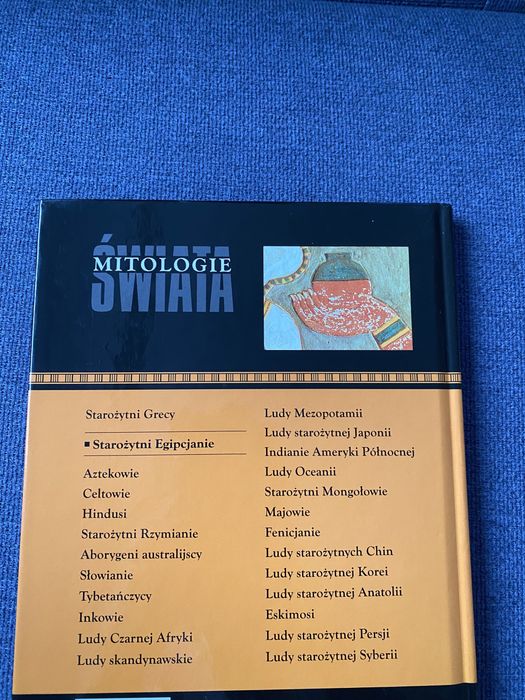 MITOLOGIE
ŚWIATA
Starożytni Grecy
Starożytni Egipcjanie
Aztekowie
Celtowie
Hindusi
Starożytni Rzymianie
Aborygeni australijscy
Słowianie
Tybetańczycy
Inkowie
Ludy Czarnej Afryki
Ludy skandynawskie
Ludy Mezopotamii
Ludy starożytnej Japonii
Indianie Ameryki Północnej
Ludy Oceanii
Starożytni Mongołowie
Majowie
Fenicjanie
Ludy starożytnych Chin
Ludy starożytnej Korei
Ludy starożytnej Anatolii
Eskimosi
Ludy starożytnej Persji
Ludy starożytnej Syberii